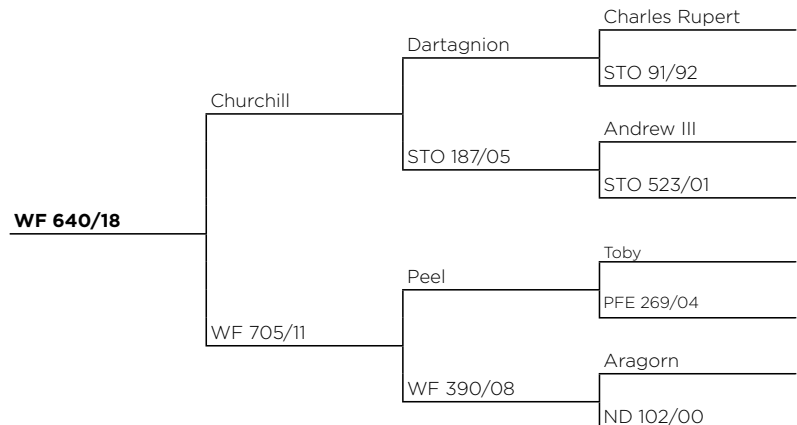 Charles Rupert
Dartagnion
STO 91/92
Churchill
Andrew III
STO 187/05
STO 523/01
WF 640/18
Toby
Peel
PFE 269/04
WF 705/11
Aragorn
WF 390/08
ND 102/00